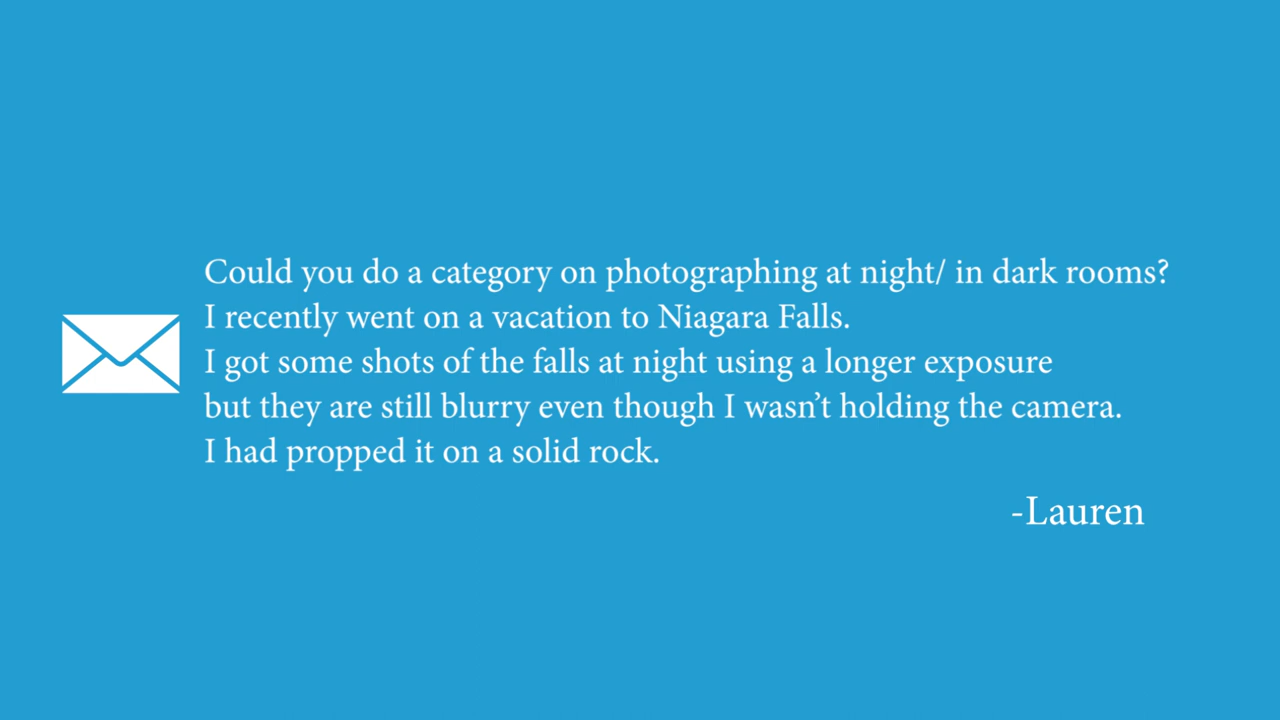 Could you do a category on photographing at night/ in dark rooms?
I recently went on a vacation to Niagara Falls.
I got some shots of the falls at night using a longer exposure
but they are still blurry even though I wasn’t holding the camera.
I had propped it on a solid rock.
-Lauren